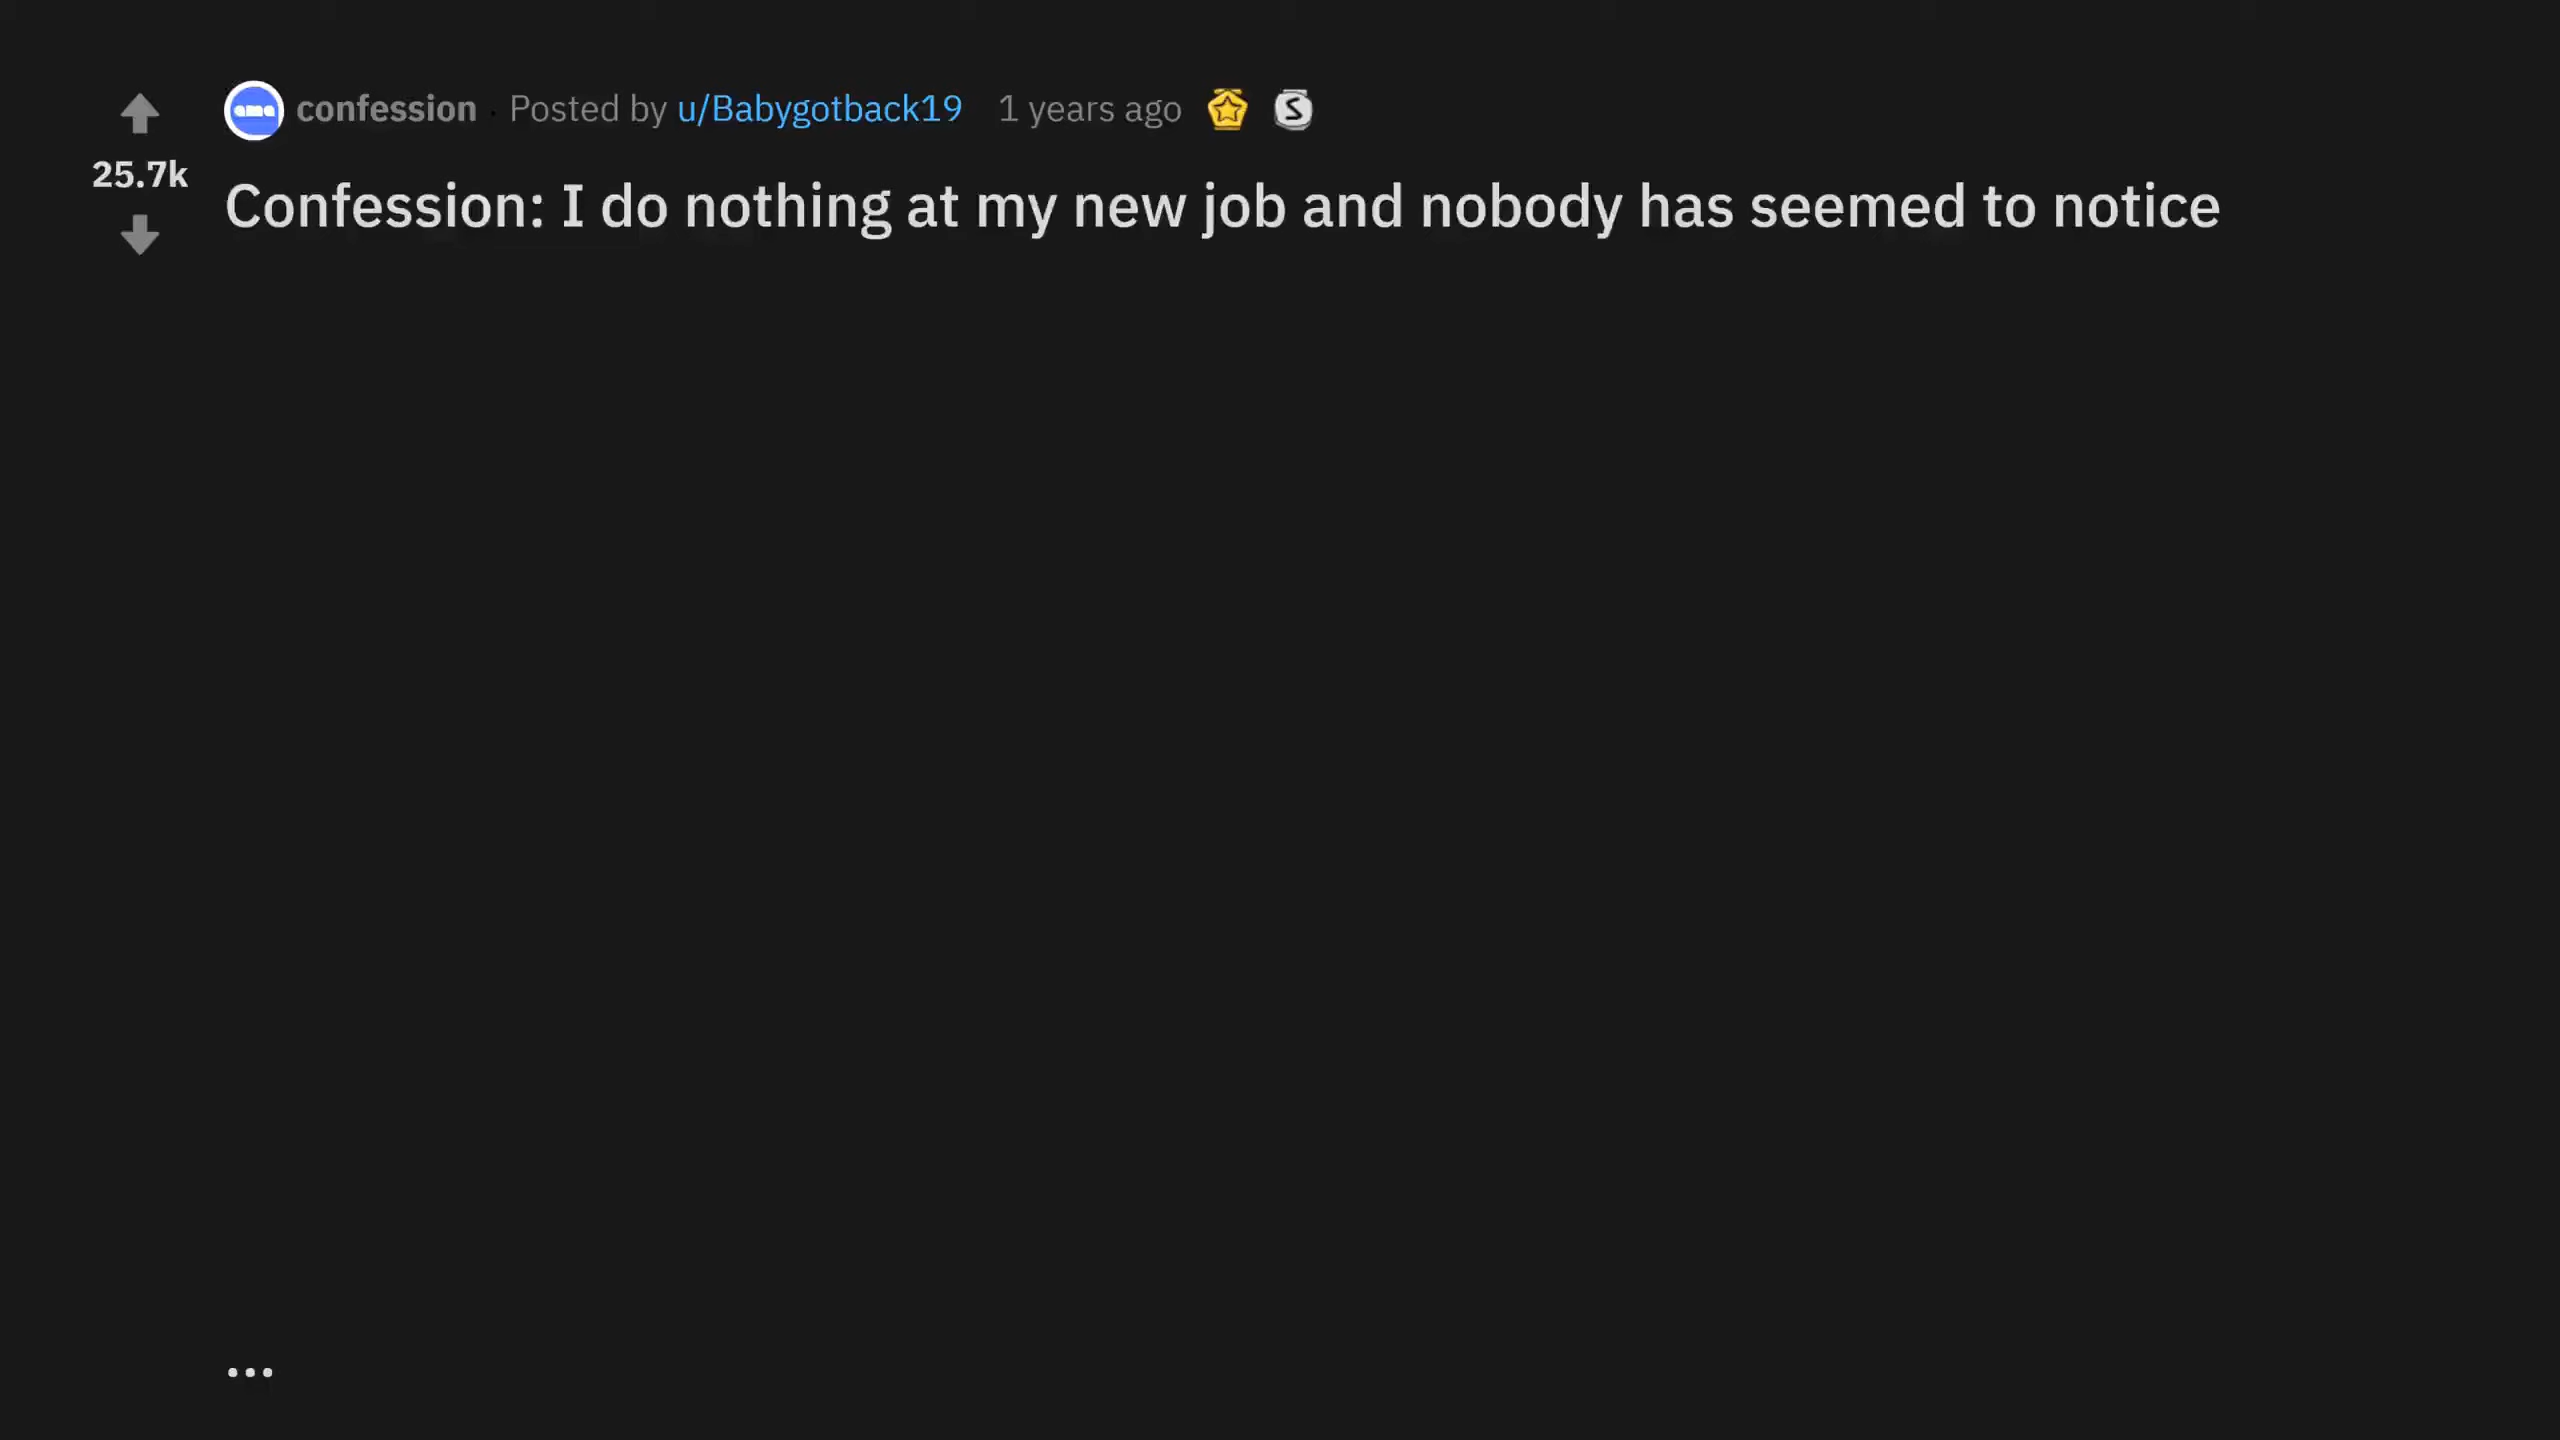 ama confession · Posted by u/Babygotback19 1 years ago S
25.7k
Confession: I do nothing at my new job and nobody has seemed to notice
...